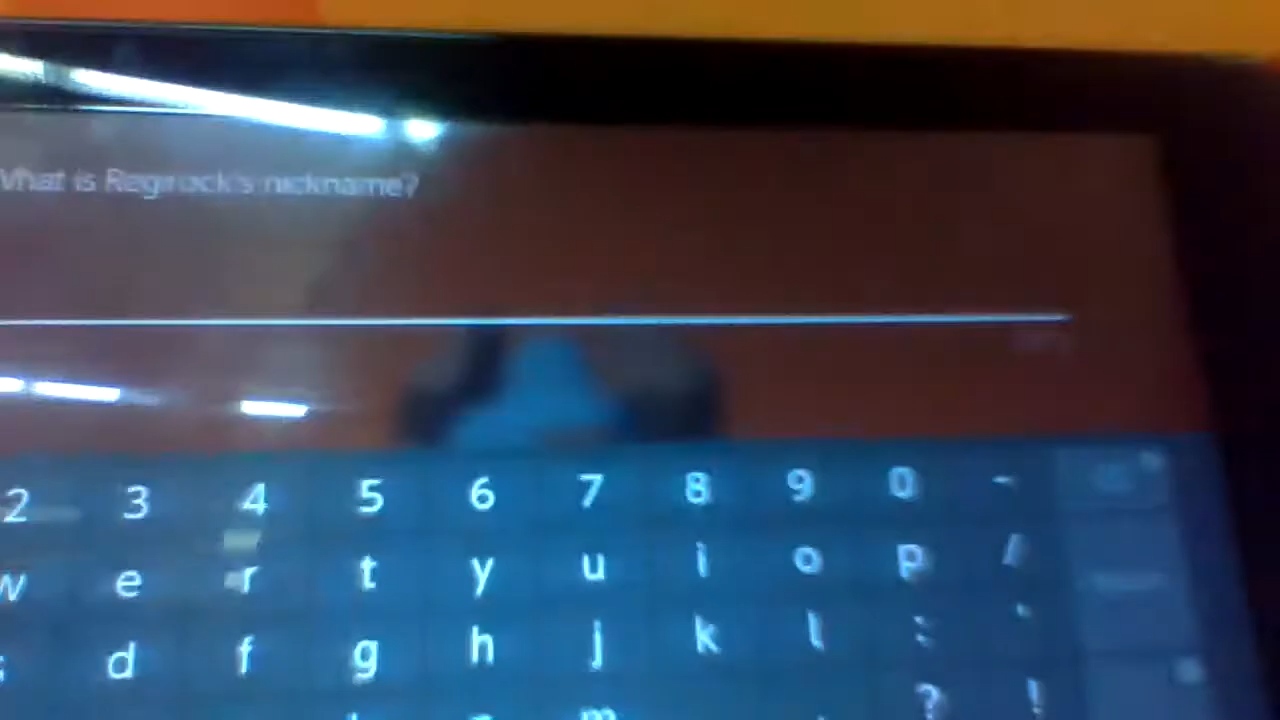 What is Regirock's nickname?
2 3 4 5 6 7 8 9 0 -
w e r t y u i o p /
d f g h j k l : '
m ? !